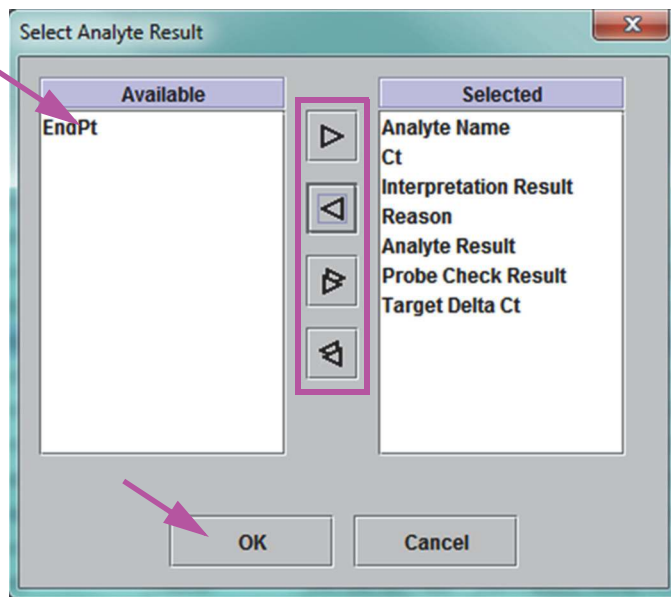 Select Analyte Result
Available
EndPt
Selected
Analyte Name
Ct
Interpretation Result
Reason
Analyte Result
Probe Check Result
Target Delta Ct
OK
Cancel